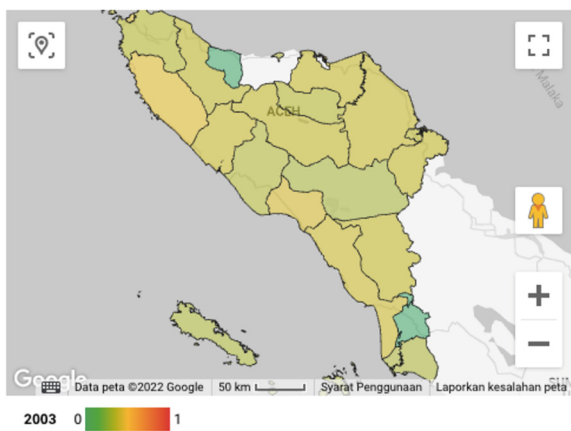 Malaka
ACEH
Google
Data peta ©2022 Google 50 km Syarat Penggunaan Laporkan kesalahan peta
2003 0 1